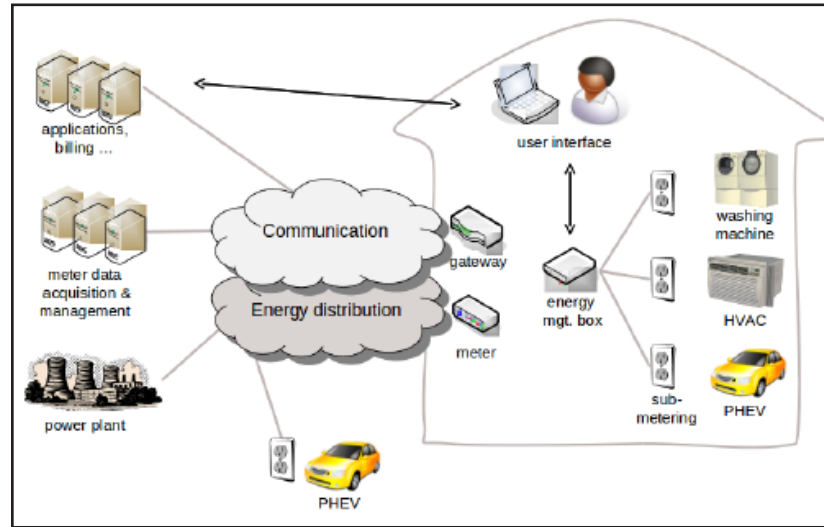 applications,
billing ...
user interface
washing
machine
Communication
gateway
meter data
acquisition &
management
Energy distribution
energy
mgt. box
HVAC
meter
power plant
sub-
metering
PHEV
PHEV